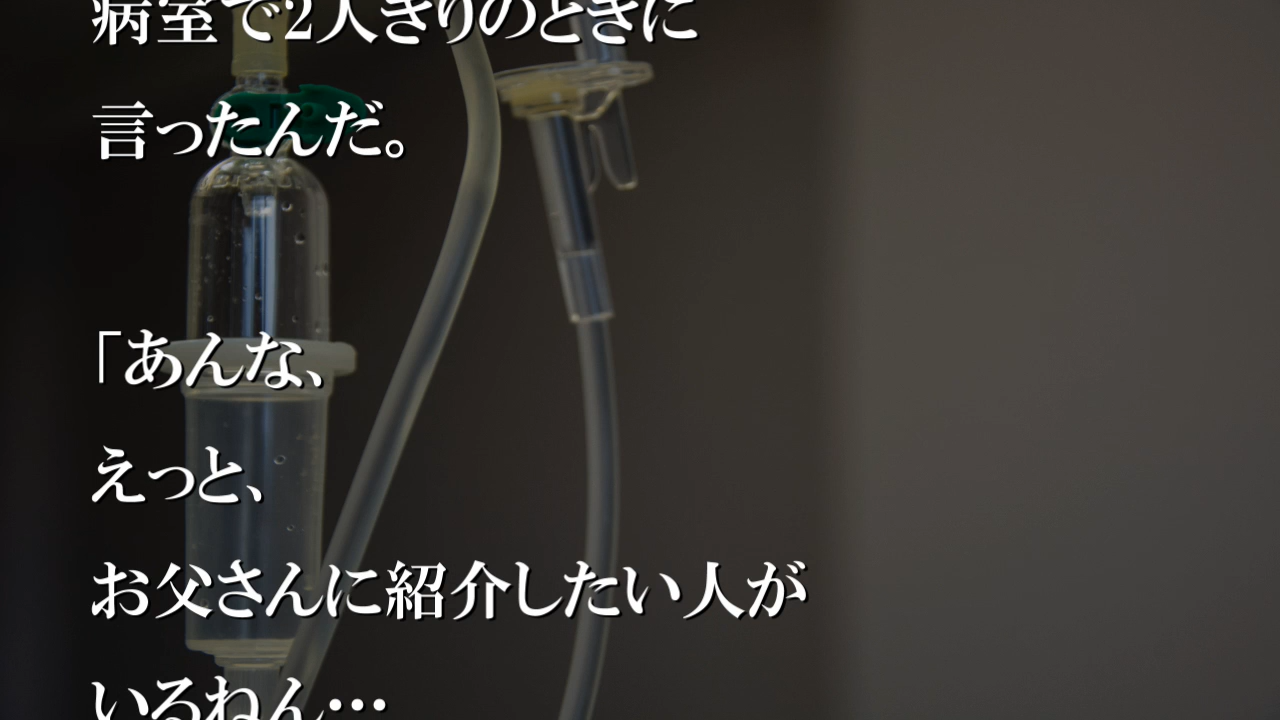 病室で2人きりのときに
言ったんだ。
「あんな、
えっと、
お父さんに紹介したい人が
いるねん…